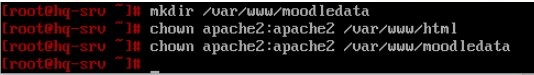 [root@hq-srv ~]# mkdir /var/www/moodledata
[root@hq-srv ~]# chown apache2:apache2 /var/www/html
[root@hq-srv ~]# chown apache2:apache2 /var/www/moodledata
[root@hq-srv ~]# _